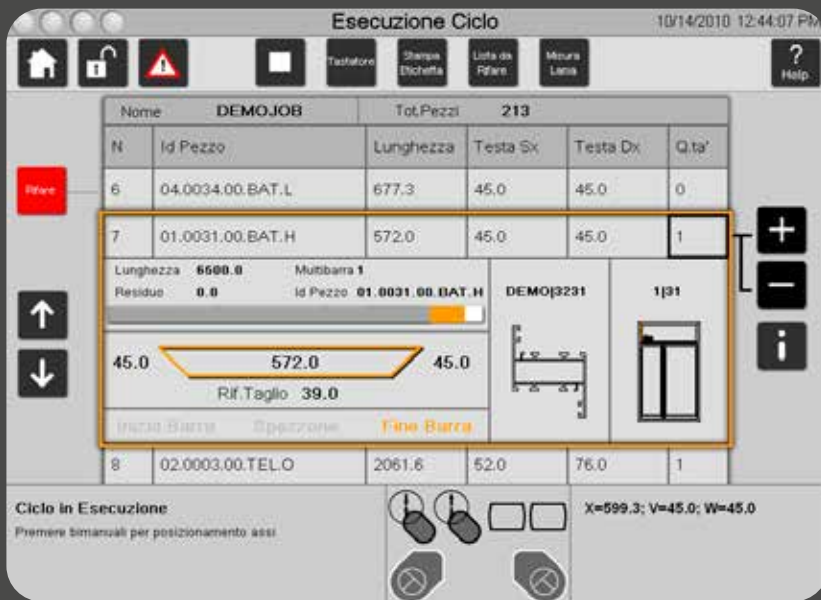 Esecuzione Ciclo
10/14/2010 12:44:07 PM
Tastatore
Stampa Etichetta
Lista da Rifare
Misura Lama
? Help
Nome DEMOJOB Tot.Pezzi 213
N Id Pezzo Lunghezza Testa Sx Testa Dx Q.ta'
Rifare
6 04.0034.00.BAT.L 677.3 45.0 45.0 0
7 01.0031.00.BAT.H 572.0 45.0 45.0 1
+
Lunghezza 6500.0 Multibarra 1
Residuo 0.0 Id Pezzo 01.0031.00.BAT.H
DEMO|3231
1|31
−
i
45.0 572.0 45.0
Rif.Taglio 39.0
Inizio Barra Spezzone Fine Barra
8 02.0003.00.TEL.O 2061.6 52.0 76.0 1
Ciclo in Esecuzione
Premere bimanuali per posizionamento assi
X=599.3; V=45.0; W=45.0